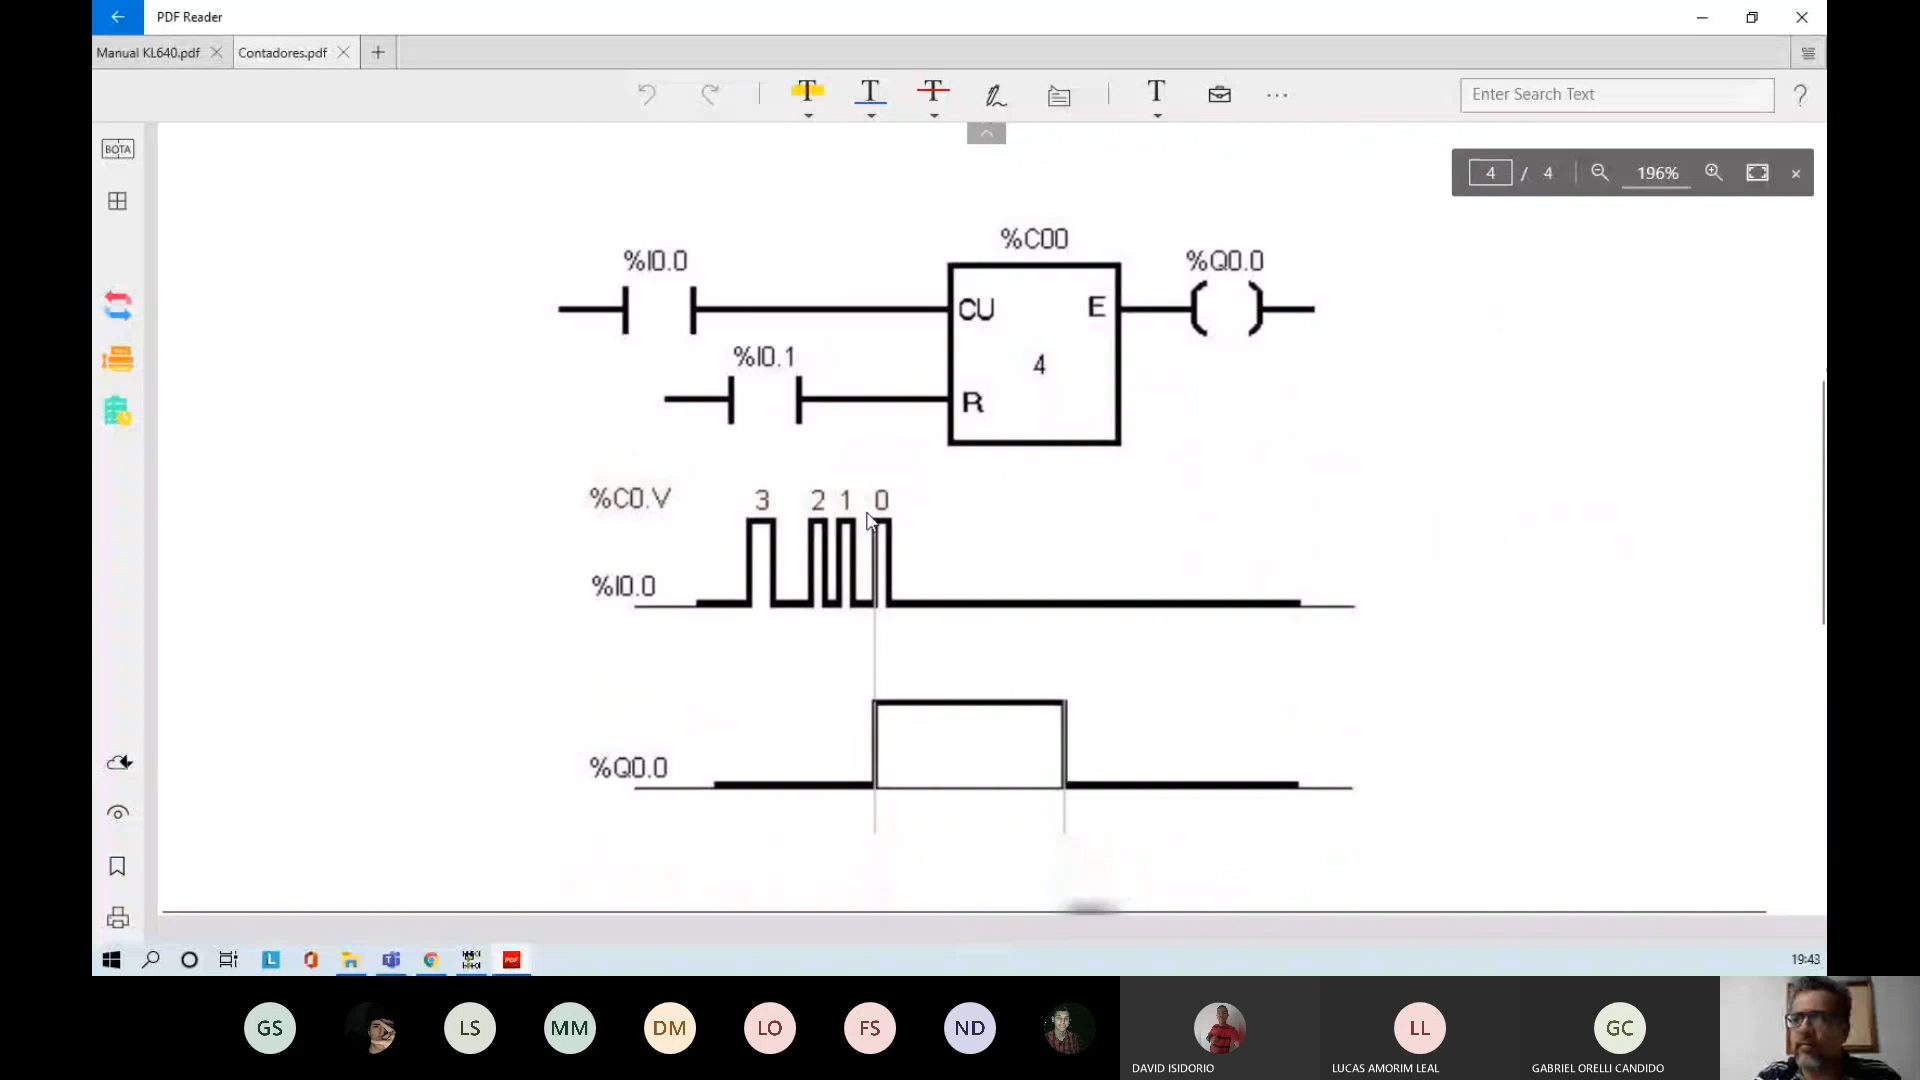 PDF Reader
Manual KL640.pdf
Contadores.pdf
T T T T
Enter Search Text
?
BOTA
4 / 4 196%
%C00
%I0.0
%Q0.0
CU E
%I0.1
4
R
%C0.V 3 2 1 0
%I0.0
%Q0.0
L
PDF
19:43
GS LS MM DM LO FS ND LL GC
DAVID ISIDORIO
LUCAS AMORIM LEAL
GABRIEL ORELLI CANDIDO